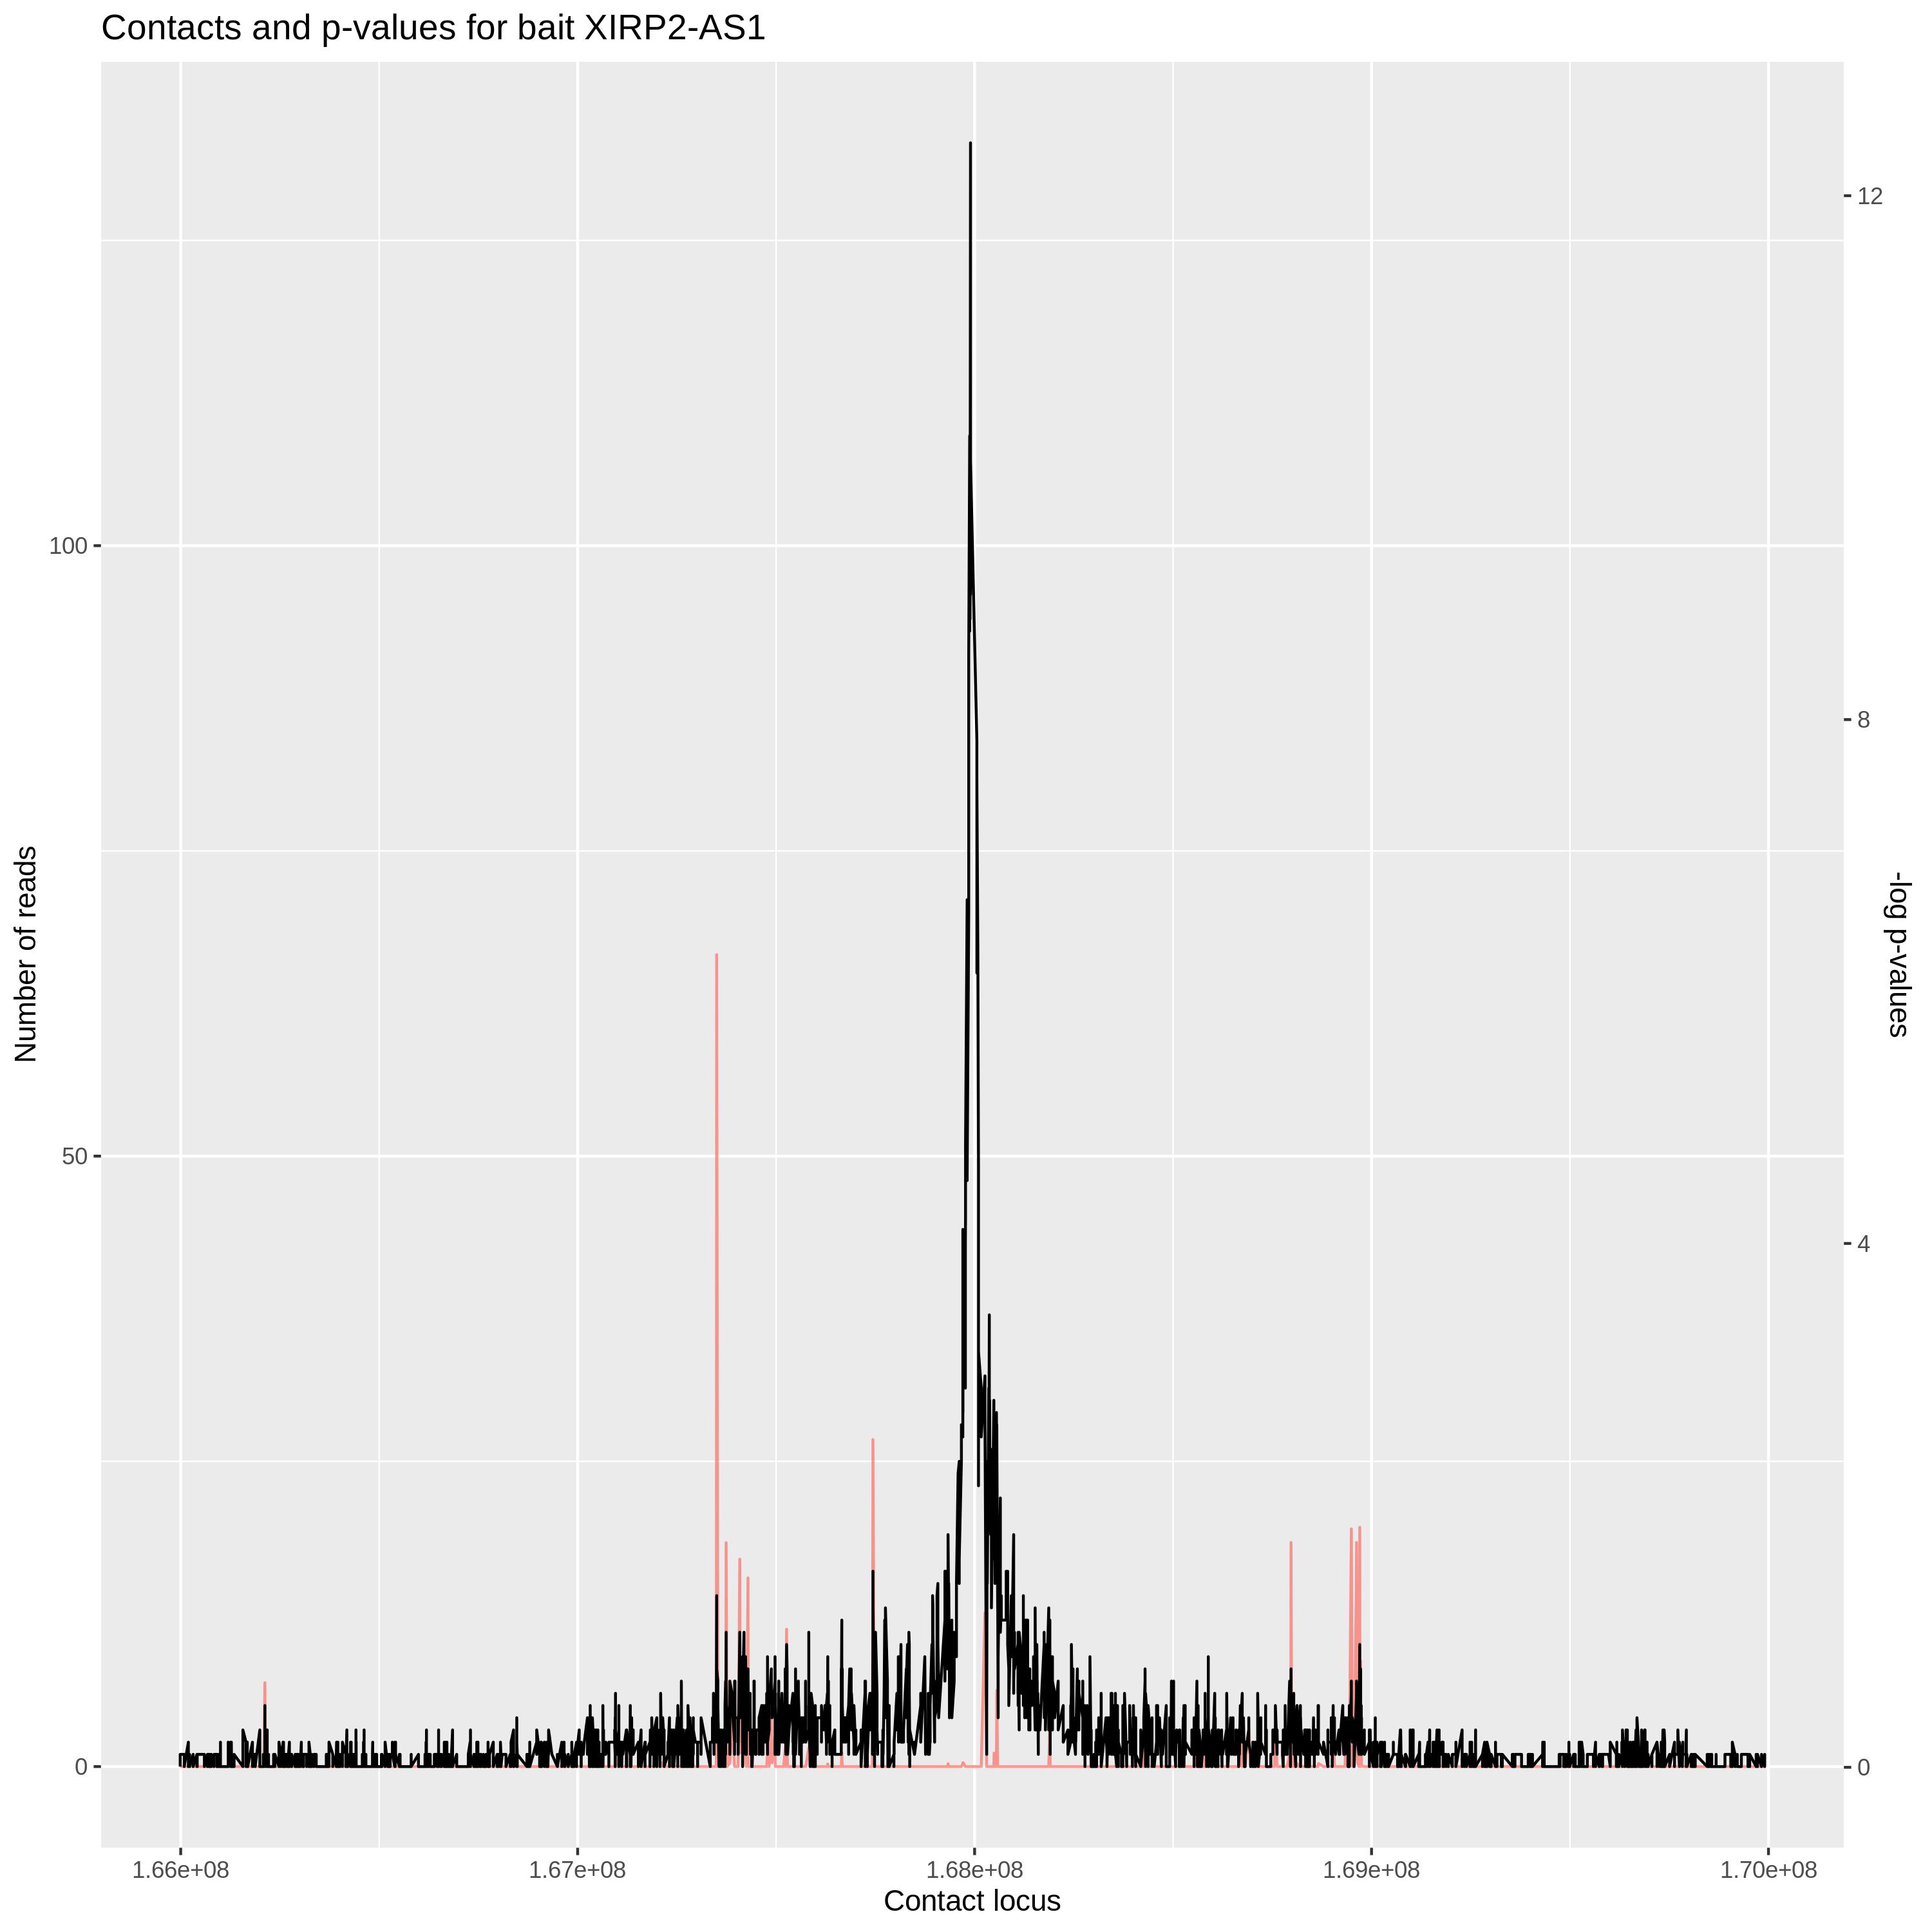 Contacts and p-values for bait XIRP2-AS1
12
100
8
Number of reads
-log p-values
50
4
0
0
1.66e+08
1.67e+08
1.68e+08
1.69e+08
1.70e+08
Contact locus